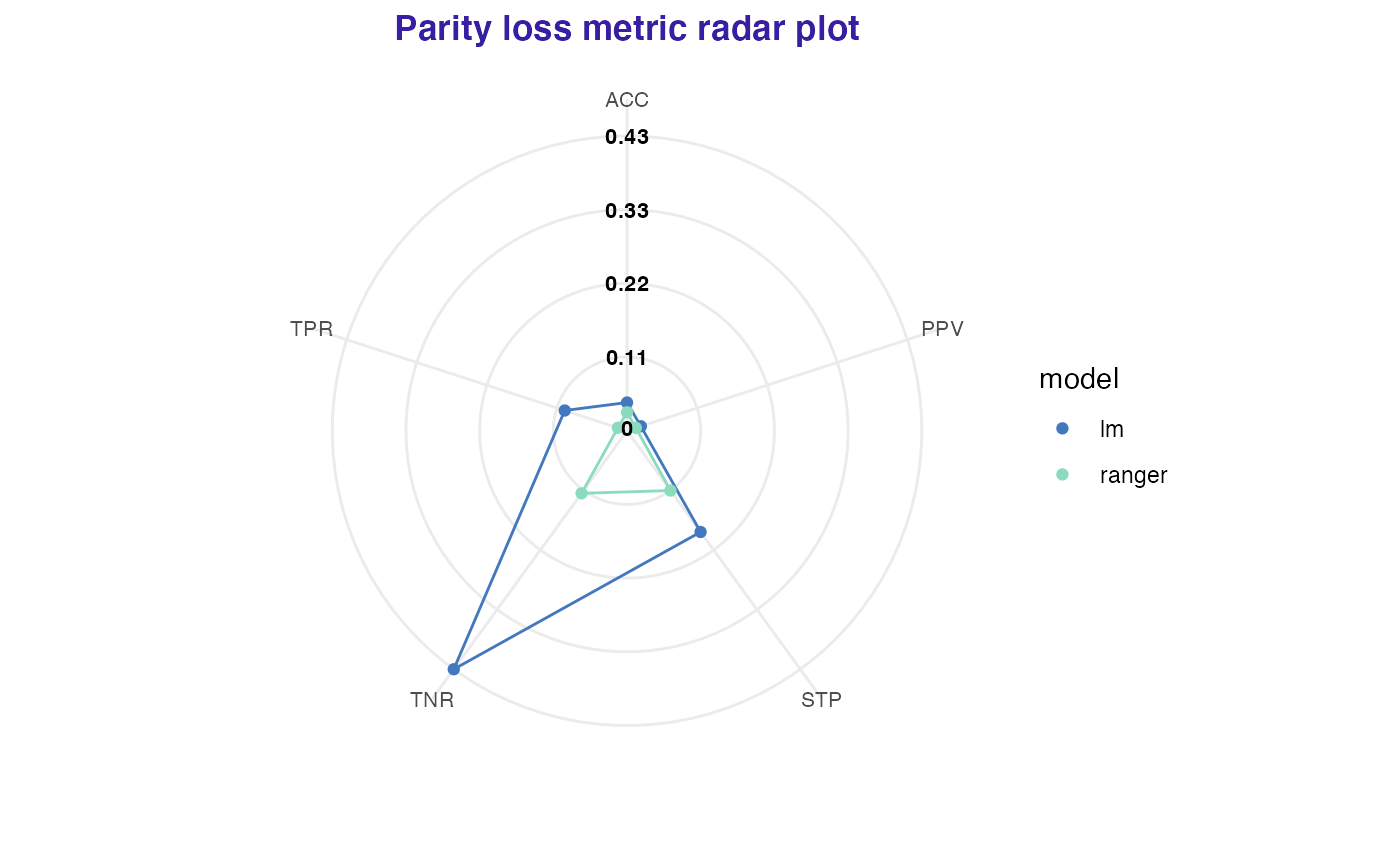 Parity loss metric radar plot
ACC
0.43
0.33
0.22
TPR
PPV
0.11
model
0
lm
ranger
TNR
STP